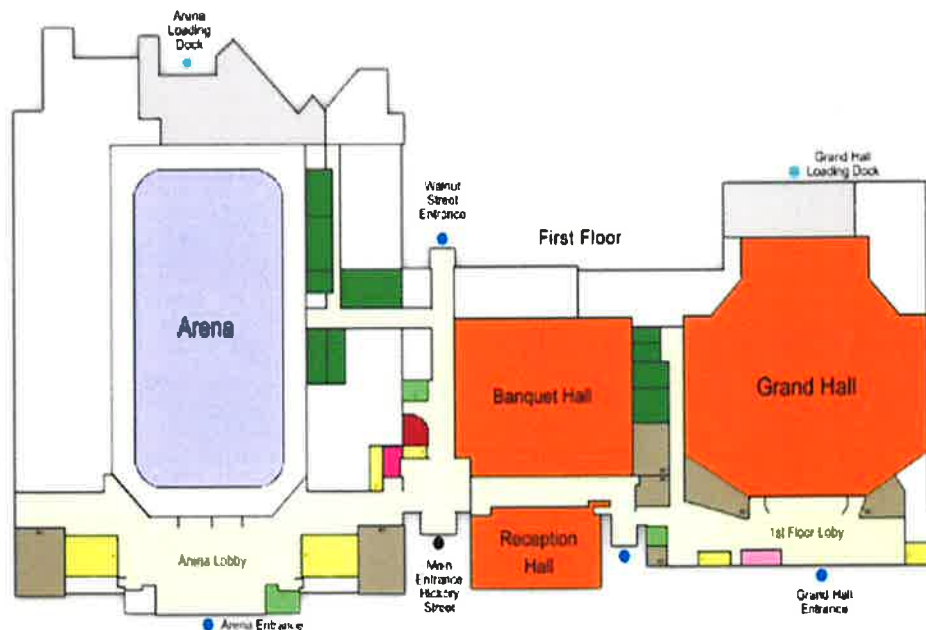 Arena
Loading
Dock
Walnut
Street
Entrance
Grand Hall
Loading Dock
First Floor
Arena
Banquet Hall
Grand Hall
Arena Lobby
Main
Entrance
Hickory
Street
Reception
Hall
1st Floor Loby
Grand Hall
Entrance
Arena Entrance